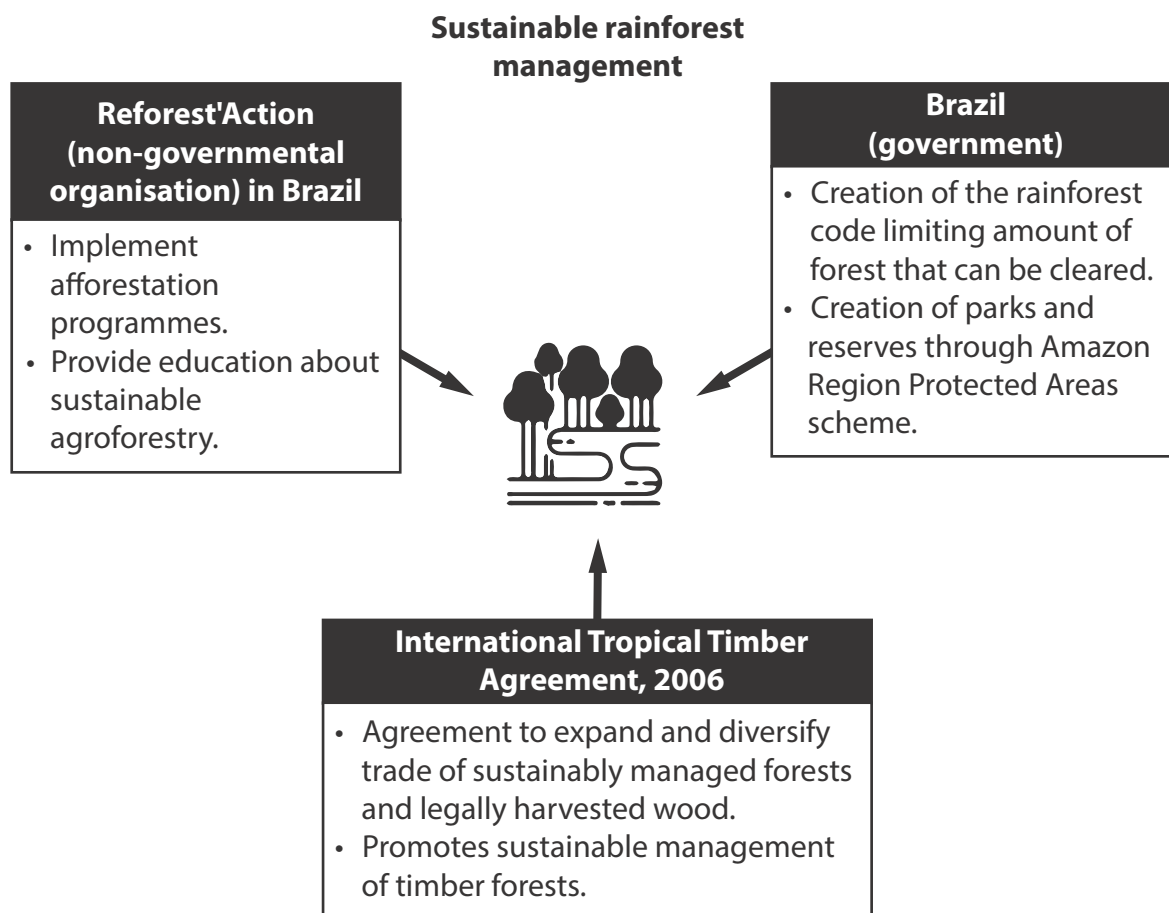 Sustainable rainforest
management
Reforest'Action
(non-governmental
organisation) in Brazil
• Implement
afforestation
programmes.
• Provide education about
sustainable
agroforestry.
Brazil
(government)
• Creation of the rainforest
code limiting amount of
forest that can be cleared.
• Creation of parks and
reserves through Amazon
Region Protected Areas
scheme.
International Tropical Timber
Agreement, 2006
• Agreement to expand and diversify
trade of sustainably managed forests
and legally harvested wood.
• Promotes sustainable management
of timber forests.